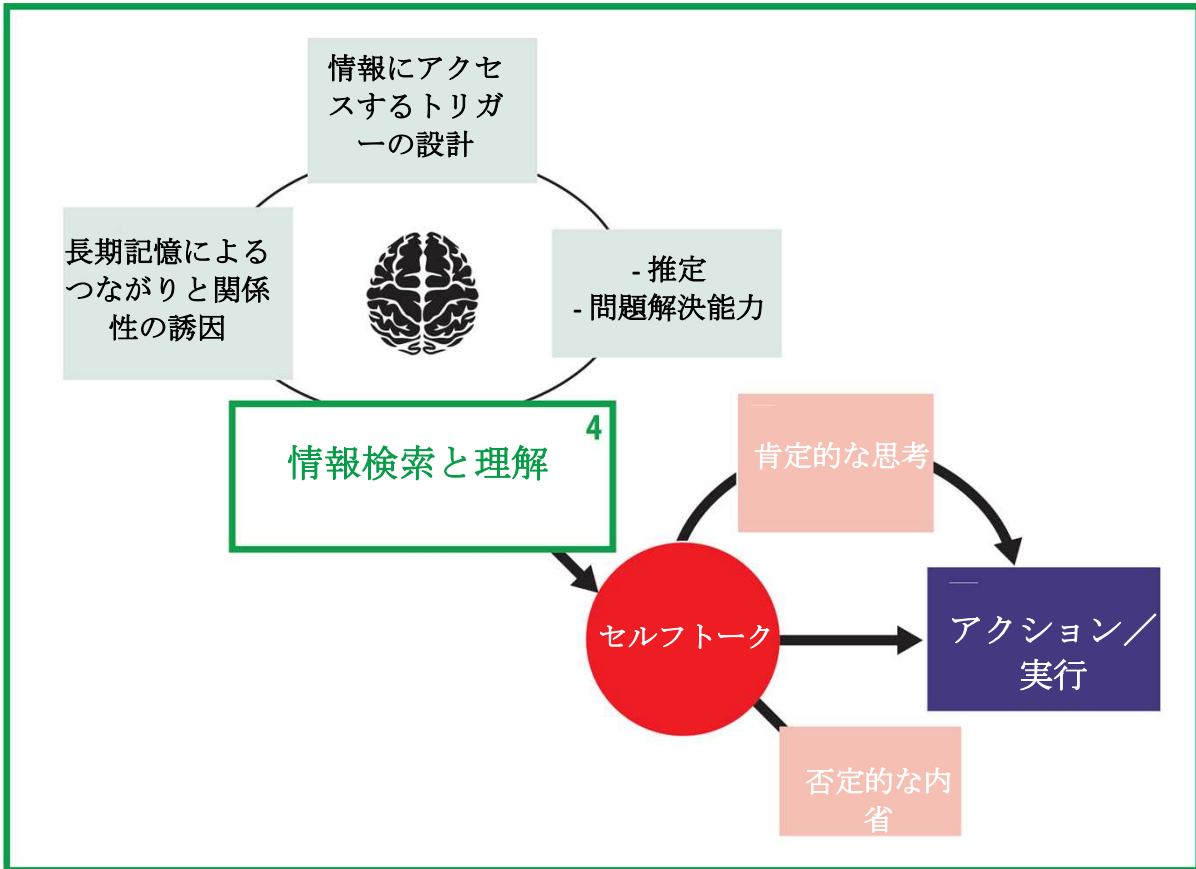 情報にアクセ
スするトリガ
ーの設計
長期記憶による
つながりと関係
性の誘因
- 推定
- 問題解決能力
4
情報検索と理解
肯定的な思考
セルフトーク
アクション／
実行
否定的な内
省